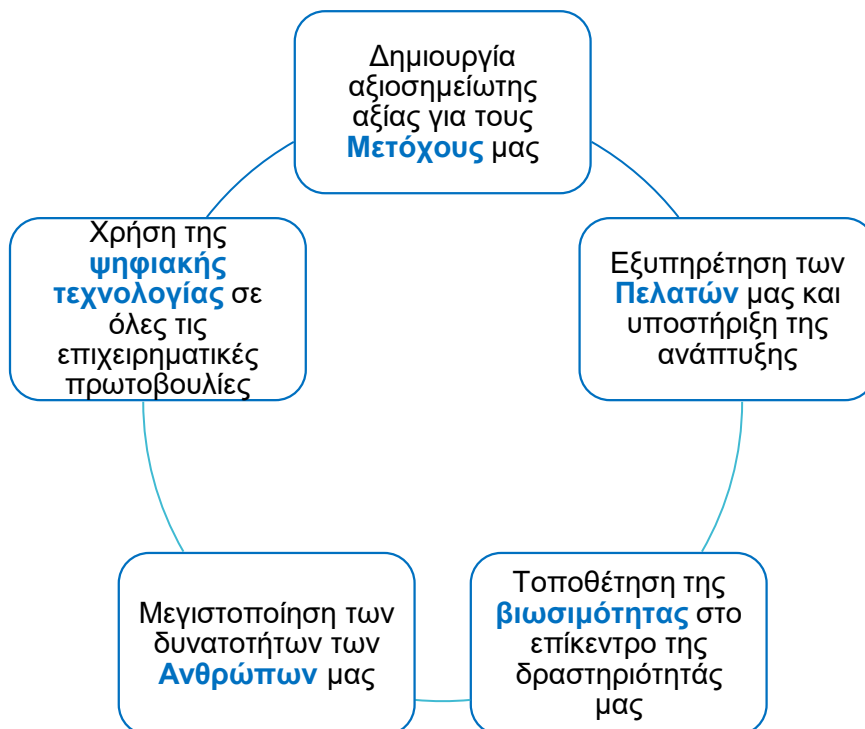 Δημιουργία
αξιοσημείωτης
αξίας για τους
Μετόχους μας
Εξυπηρέτηση των
Πελατών μας και
υποστήριξη της
ανάπτυξης
Τοποθέτηση της
βιωσιμότητας στο
επίκεντρο της
δραστηριότητάς
μας
Μεγιστοποίηση των
δυνατοτήτων των
Ανθρώπων μας
Χρήση της
ψηφιακής
τεχνολογίας σε
όλες τις
επιχειρηματικές
πρωτοβουλίες